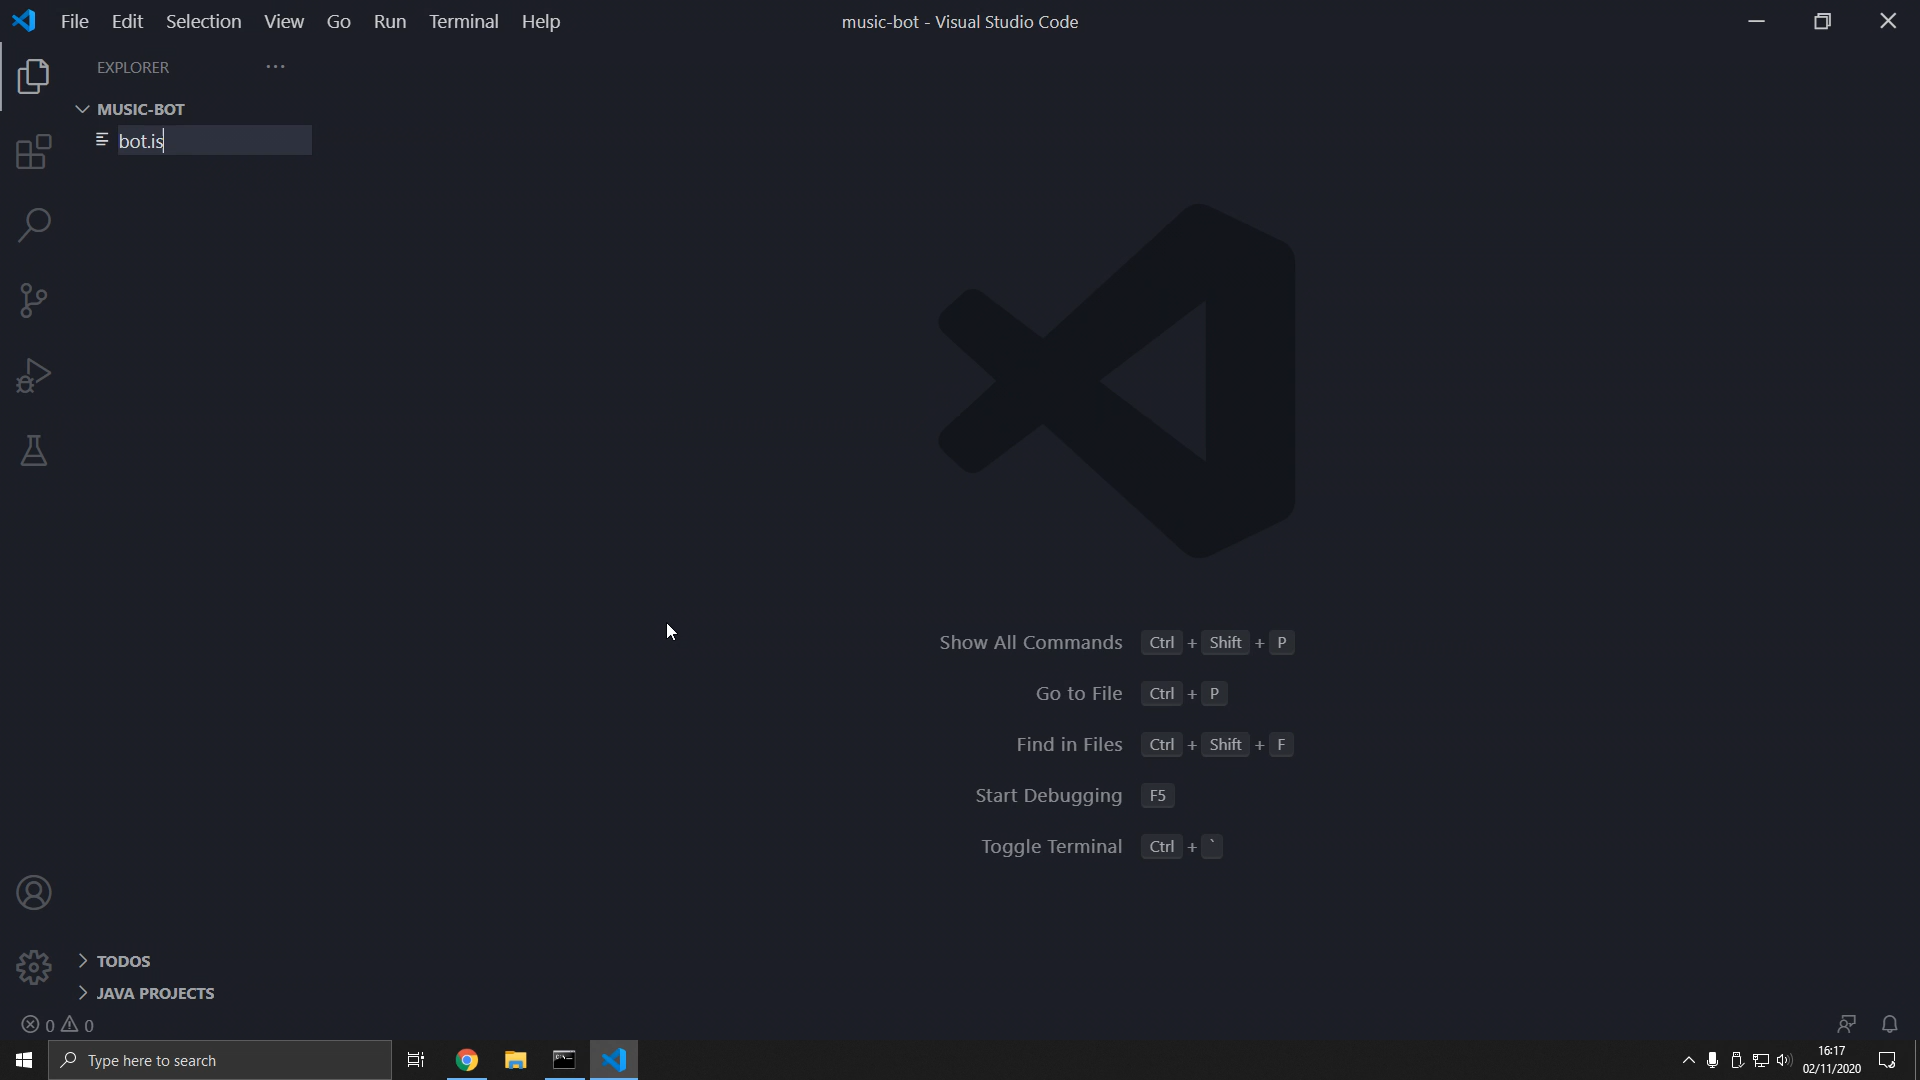 File Edit Selection View Go Run Terminal Help
music-bot - Visual Studio Code
EXPLORER
MUSIC-BOT
bot.is
Show All Commands Ctrl + Shift + P
Go to File Ctrl + P
Find in Files Ctrl + Shift + F
Start Debugging F5
Toggle Terminal Ctrl + `
TODOS
JAVA PROJECTS
0 0
Type here to search
16:17
02/11/2020